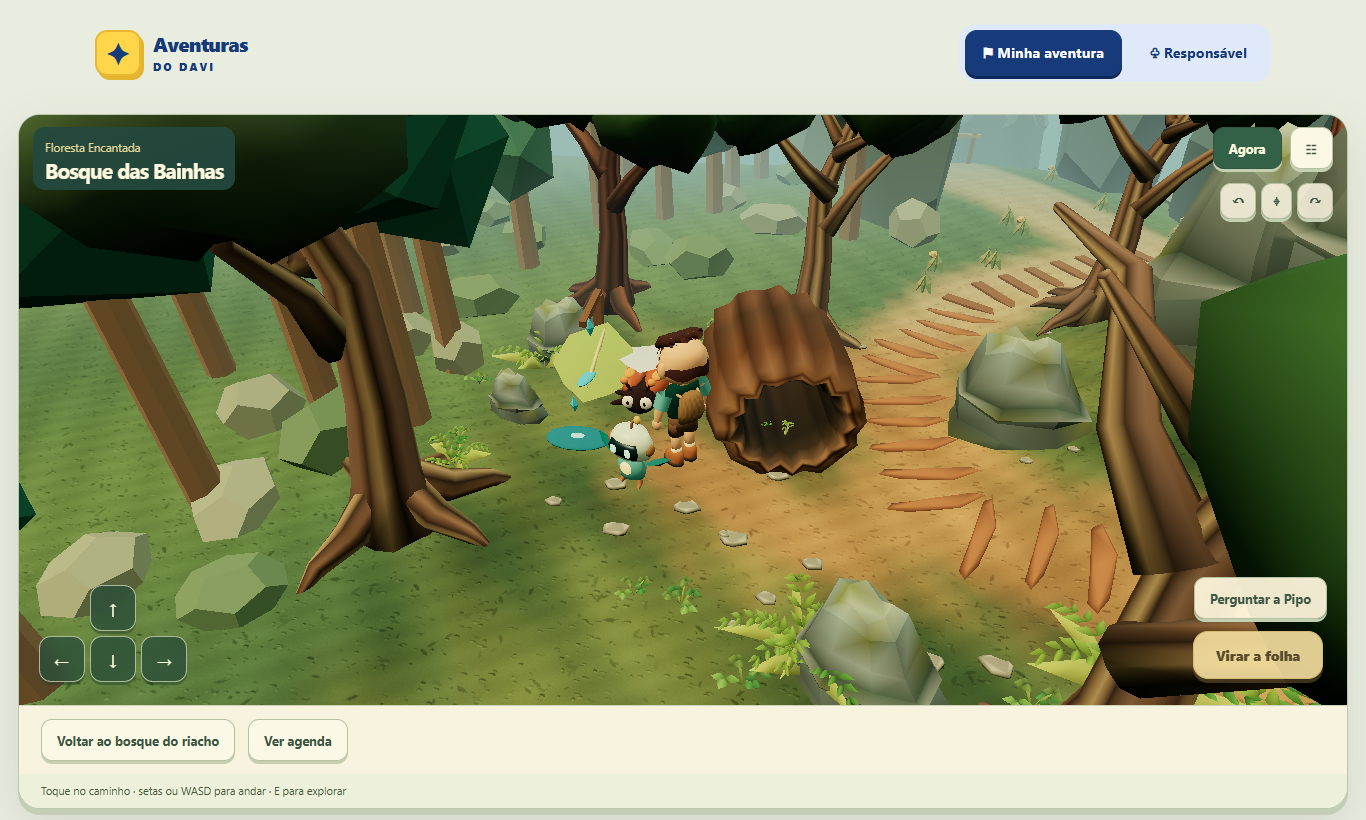 Aventuras
DO DAVI
Minha aventura
Responsável
Floresta Encantada
Bosque das Bainhas
Agora
Perguntar a Pipo
Virar a folha
Voltar ao bosque do riacho
Ver agenda
Toque no caminho · setas ou WASD para andar · E para explorar